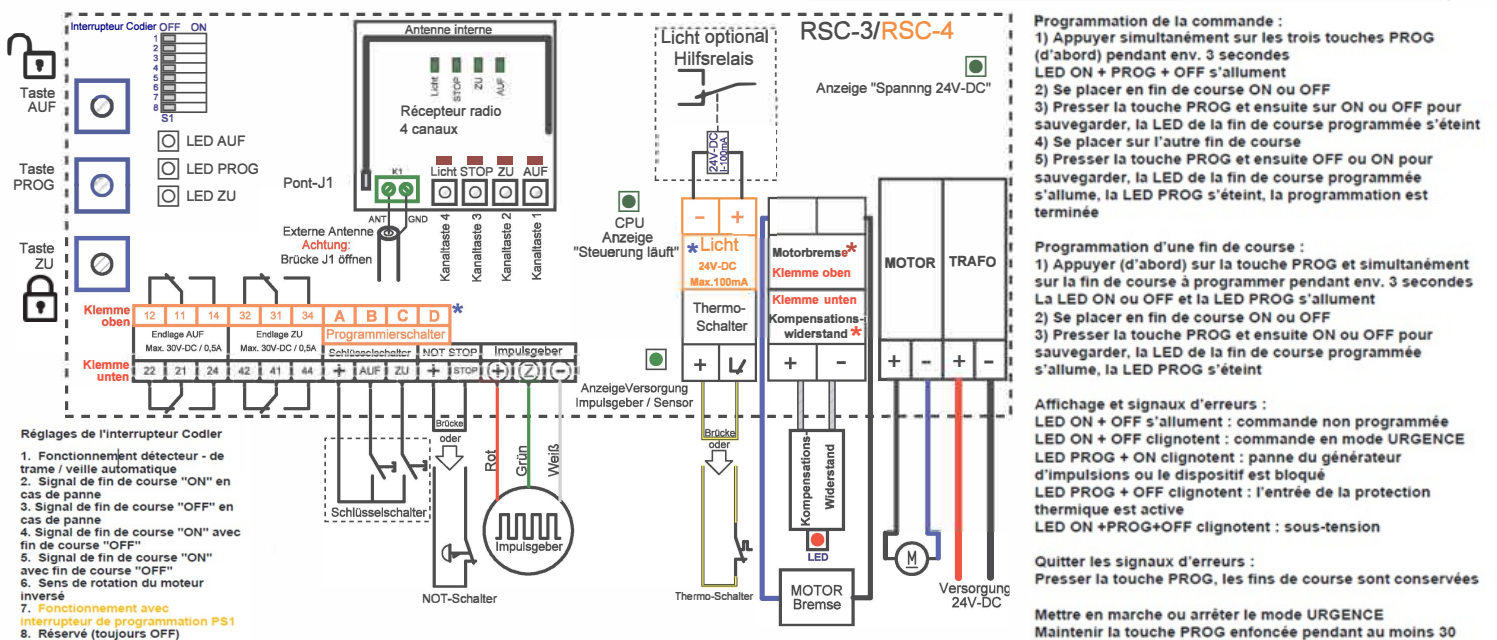 Interrupteur Codier OFF ON
1
2
3
4
5
6
7
8
S1
Taste
AUF
Taste
PROG
Taste
ZU
LED AUF
LED PROG
LED ZU
Antenne interne
Licht STOP ZU AUF
Récepteur radio
4 canaux
Pont-J1
K1
Licht STOP ZU AUF
ANT GND
Externe Antenne
Achtung:
Brücke J1 öffnen
Kanaltaste 4
Kanaltaste 3
Kanaltaste 2
Kanaltaste 1
Licht optional
Hilfsrelais
24V-DC
I-100mA
RSC-3/RSC-4
Anzeige "Spannng 24V-DC"
CPU
Anzeige
"Steuerung läuft"
- +
* Licht
24V-DC
Max.100mA
Thermo-
Schalter
+
Motorbremse*
Klemme oben
Klemme unten
Kompensations-
widerstand *
+ -
MOTOR TRAFO
+ - + -
Klemme
oben
12 11 14 32 31 34 A B C D *
Endlage AUF
Max. 30V-DC / 0,5A
Endlage ZU
Max. 30V-DC / 0,5A
Programmierschalter
Schlüsselschalter NOT STOP Impulsgeber
Klemme
unten
22 21 24 42 41 44 + AUF ZU + STOP + Z -
AnzeigeVersorgung
Impulsgeber / Sensor
Brücke
oder
Rot
Grün
Weiß
Schlüsselschalter
Impulsgeber
NOT-Schalter
Brücke
oder
Thermo-Schalter
Kompensations-
Widerstand
LED
MOTOR
Bremse
M
Versorgung
24V-DC
Réglages de l'interrupteur Codier
1. Fonctionnement détecteur - de
trame / veille automatique
2. Signal de fin de course "ON" en
cas de panne
3. Signal de fin de course "OFF" en
cas de panne
4. Signal de fin de course "ON" avec
fin de course "OFF"
5. Signal de fin de course "ON"
avec fin de course "OFF"
6. Sens de rotation du moteur
inversé
7. Fonctionnement avec
interrupteur de programmation PS1
8. Réservé (toujours OFF)
Programmation de la commande :
1) Appuyer simultanément sur les trois touches PROG
(d'abord) pendant env. 3 secondes
LED ON + PROG + OFF s'allument
2) Se placer en fin de course ON ou OFF
3) Presser la touche PROG et ensuite sur ON ou OFF pour
sauvegarder, la LED de la fin de course programmée s'éteint
4) Se placer sur l'autre fin de course
5) Presser la touche PROG et ensuite OFF ou ON pour
sauvegarder, la LED de la fin de course programmée
s'allume, la LED PROG s'éteint, la programmation est
terminée
Programmation d'une fin de course :
1) Appuyer (d'abord) sur la touche PROG et simultanément
sur la fin de course à programmer pendant env. 3 secondes
La LED ON ou OFF et la LED PROG s'allument
2) Se placer en fin de course ON ou OFF
3) Presser la touche PROG et ensuite ON ou OFF pour
sauvegarder, la LED de la fin de course programmée
s'allume, la LED PROG s'éteint
Affichage et signaux d'erreurs :
LED ON + OFF s'allument : commande non programmée
LED ON + OFF clignotent : commande en mode URGENCE
LED PROG + ON clignotent : panne du générateur
d'impulsions ou le dispositif est bloqué
LED PROG + OFF clignotent : l'entrée de la protection
thermique est active
LED ON +PROG+OFF clignotent : sous-tension
Quitter les signaux d'erreurs :
Presser la touche PROG, les fins de course sont conservées
Mettre en marche ou arrêter le mode URGENCE
Maintenir la touche PROG enfoncée pendant au moins 30